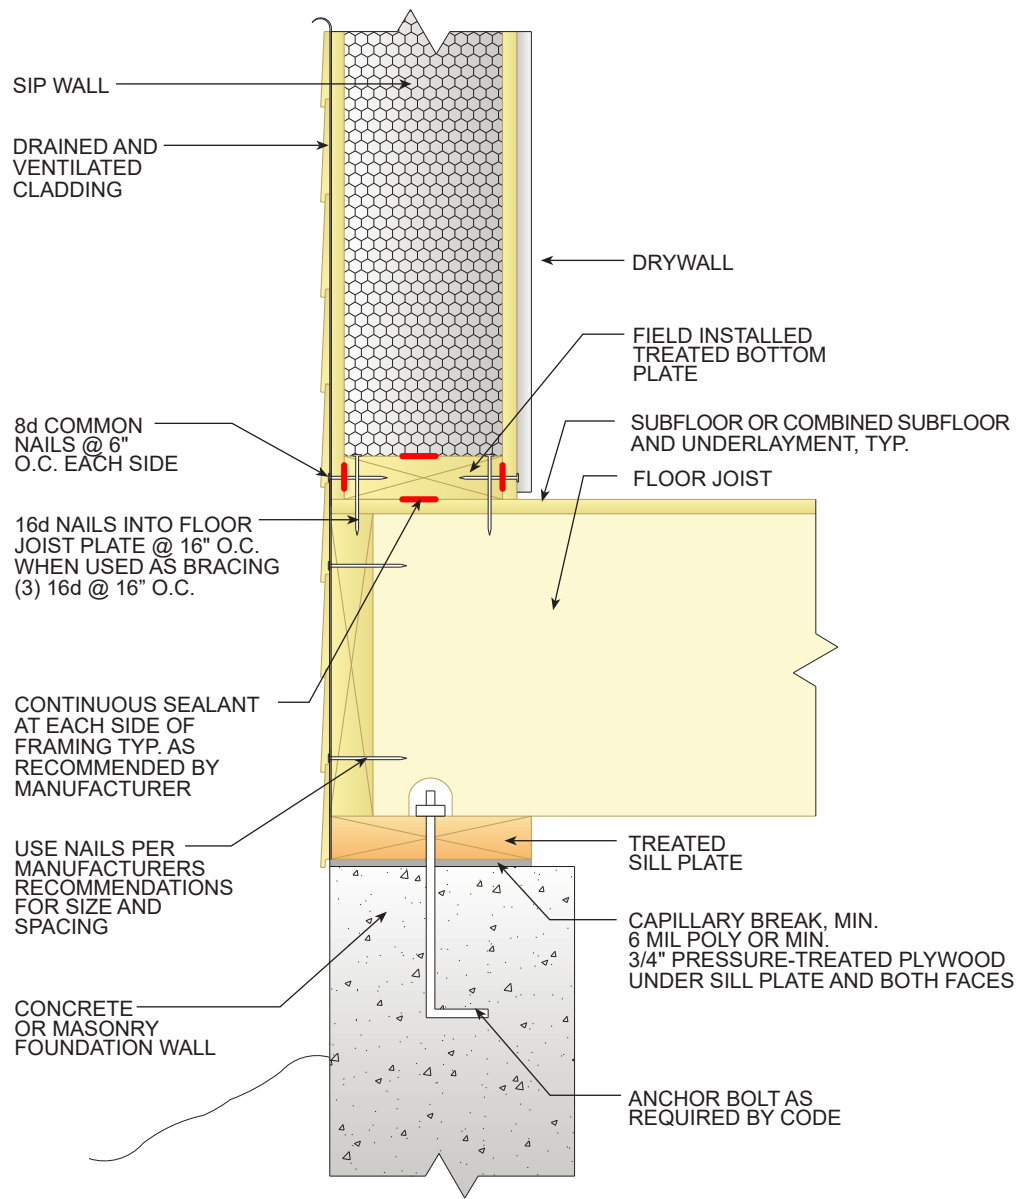 SIP WALL
DRAINED AND
VENTILATED
CLADDING
DRYWALL
FIELD INSTALLED
TREATED BOTTOM
PLATE
8d COMMON
NAILS @ 6"
O.C. EACH SIDE
SUBFLOOR OR COMBINED SUBFLOOR
AND UNDERLAYMENT, TYP.
FLOOR JOIST
16d NAILS INTO FLOOR
JOIST PLATE @ 16" O.C.
WHEN USED AS BRACING
(3) 16d @ 16” O.C.
CONTINUOUS SEALANT
AT EACH SIDE OF
FRAMING TYP. AS
RECOMMENDED BY
MANUFACTURER
USE NAILS PER
MANUFACTURERS
RECOMMENDATIONS
FOR SIZE AND
SPACING
TREATED
SILL PLATE
CAPILLARY BREAK, MIN.
6 MIL POLY OR MIN.
3/4" PRESSURE-TREATED PLYWOOD
UNDER SILL PLATE AND BOTH FACES
CONCRETE
OR MASONRY
FOUNDATION WALL
ANCHOR BOLT AS
REQUIRED BY CODE